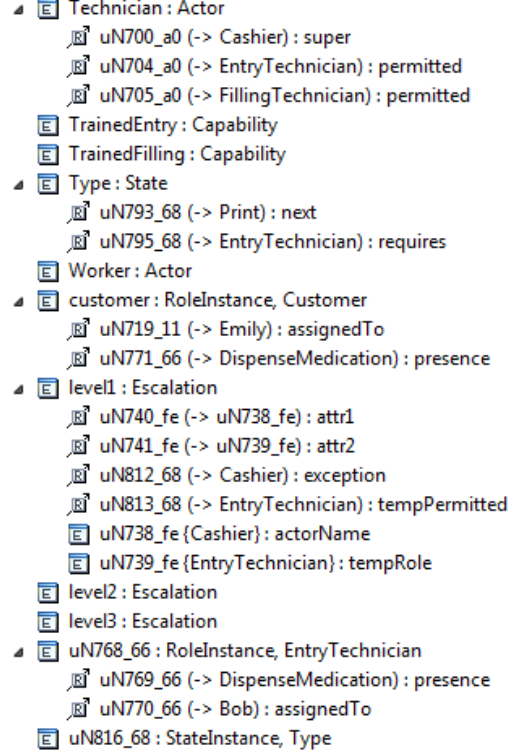 Technician : Actor
uN700_a0 (-> Cashier) : super
uN704_a0 (-> EntryTechnician) : permitted
uN705_a0 (-> FillingTechnician) : permitted
TrainedEntry : Capability
TrainedFilling : Capability
Type : State
uN793_68 (-> Print) : next
uN795_68 (-> EntryTechnician) : requires
Worker : Actor
customer : RoleInstance, Customer
uN719_11 (-> Emily) : assignedTo
uN771_66 (-> DispenseMedication) : presence
level1 : Escalation
uN740_fe (-> uN738_fe) : attr1
uN741_fe (-> uN739_fe) : attr2
uN812_68 (-> Cashier) : exception
uN813_68 (-> EntryTechnician) : tempPermitted
uN738_fe {Cashier} : actorName
uN739_fe {EntryTechnician} : tempRole
level2 : Escalation
level3 : Escalation
uN768_66 : RoleInstance, EntryTechnician
uN769_66 (-> DispenseMedication) : presence
uN770_66 (-> Bob) : assignedTo
uN816_68 : StateInstance, Type